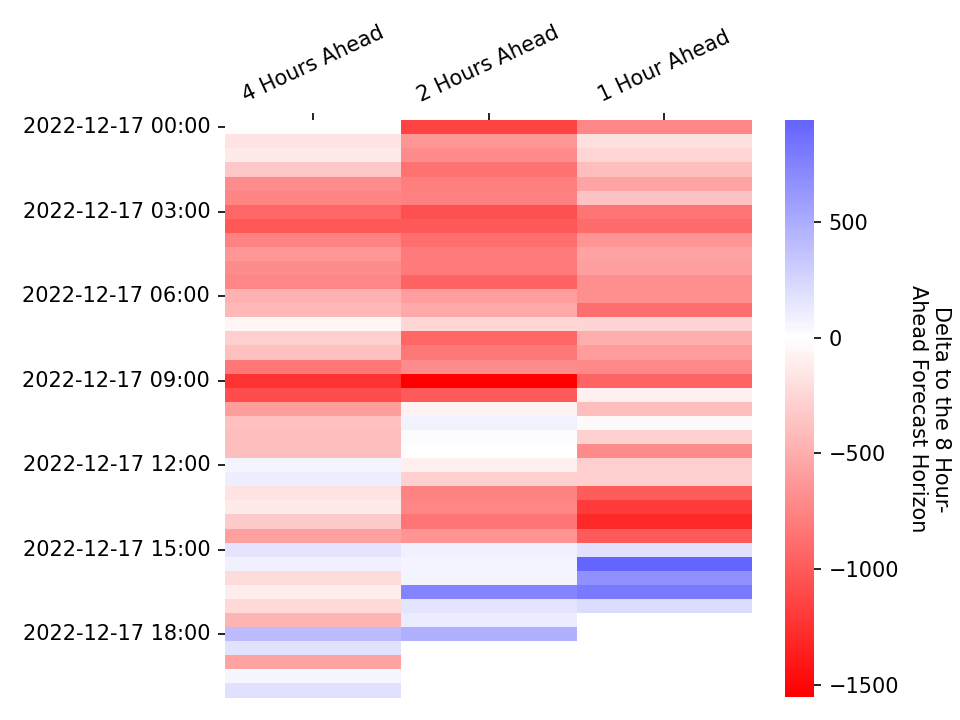 4 Hours Ahead
2 Hours Ahead
1 Hour Ahead
2022-12-17 00:00
2022-12-17 03:00
2022-12-17 06:00
2022-12-17 09:00
2022-12-17 12:00
2022-12-17 15:00
2022-12-17 18:00
500
0
−500
−1000
−1500
Delta to the 8 Hour-
Ahead Forecast Horizon